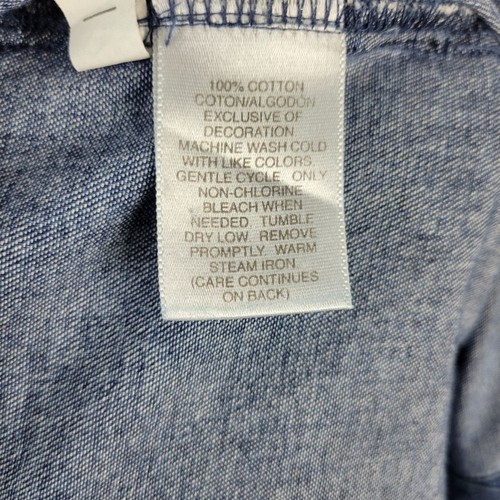 100% COTTON
COTON/ALGODÓN
EXCLUSIVE OF
DECORATION
MACHINE WASH COLD
WITH LIKE COLORS.
GENTLE CYCLE. ONLY
NON-CHLORINE
BLEACH WHEN
NEEDED. TUMBLE
DRY LOW. REMOVE
PROMPTLY. WARM
STEAM IRON
(CARE CONTINUES
ON BACK)